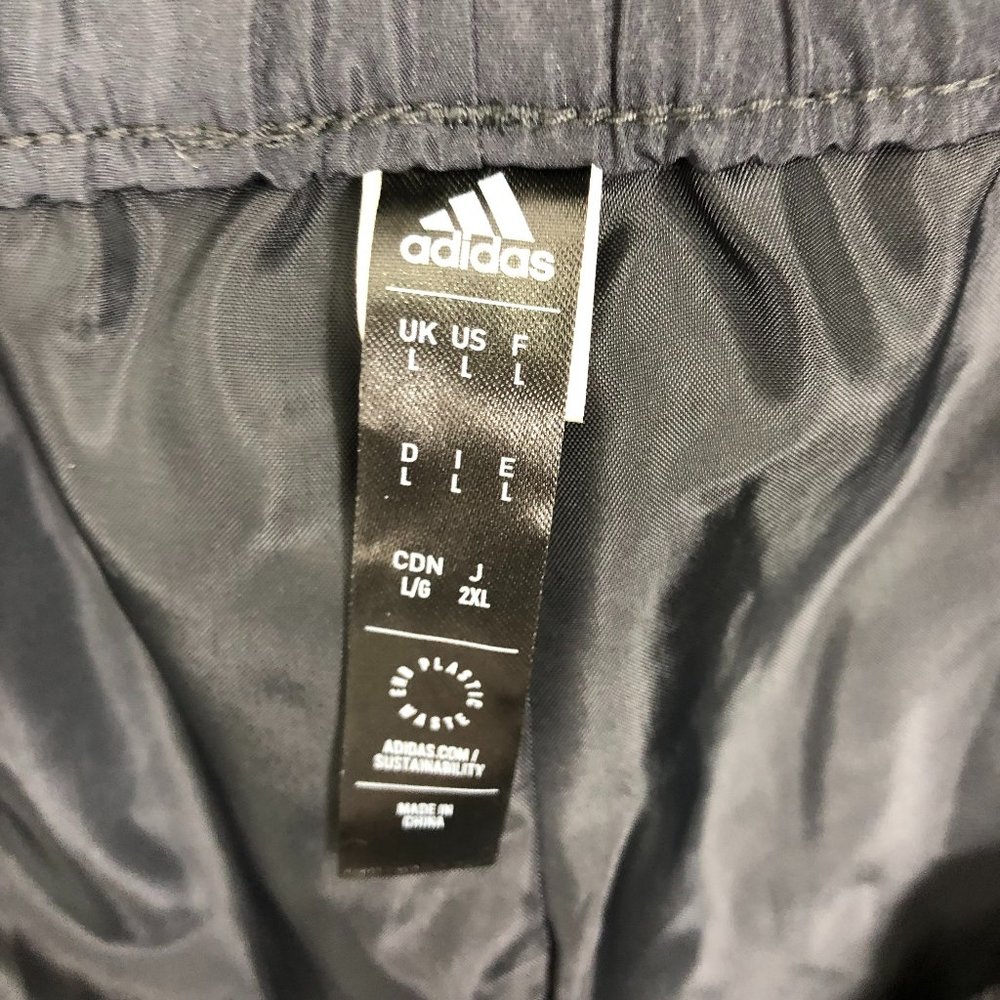 adidas
UK US F
L L L
D I E
L L L
CDN J
L/G 2XL
END PLASTIC WASTE
ADIDAS.COM/
SUSTAINABILITY
MADE IN
CHINA